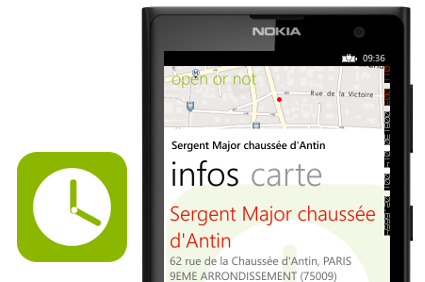 NOKIA
09:36
open or not
Rue de la Victoire
Sergent Major chaussée d'Antin
infos carte
Sergent Major chaussée
d'Antin
62 rue de la Chaussée d'Antin, PARIS
9EME ARRONDISSEMENT (75009)